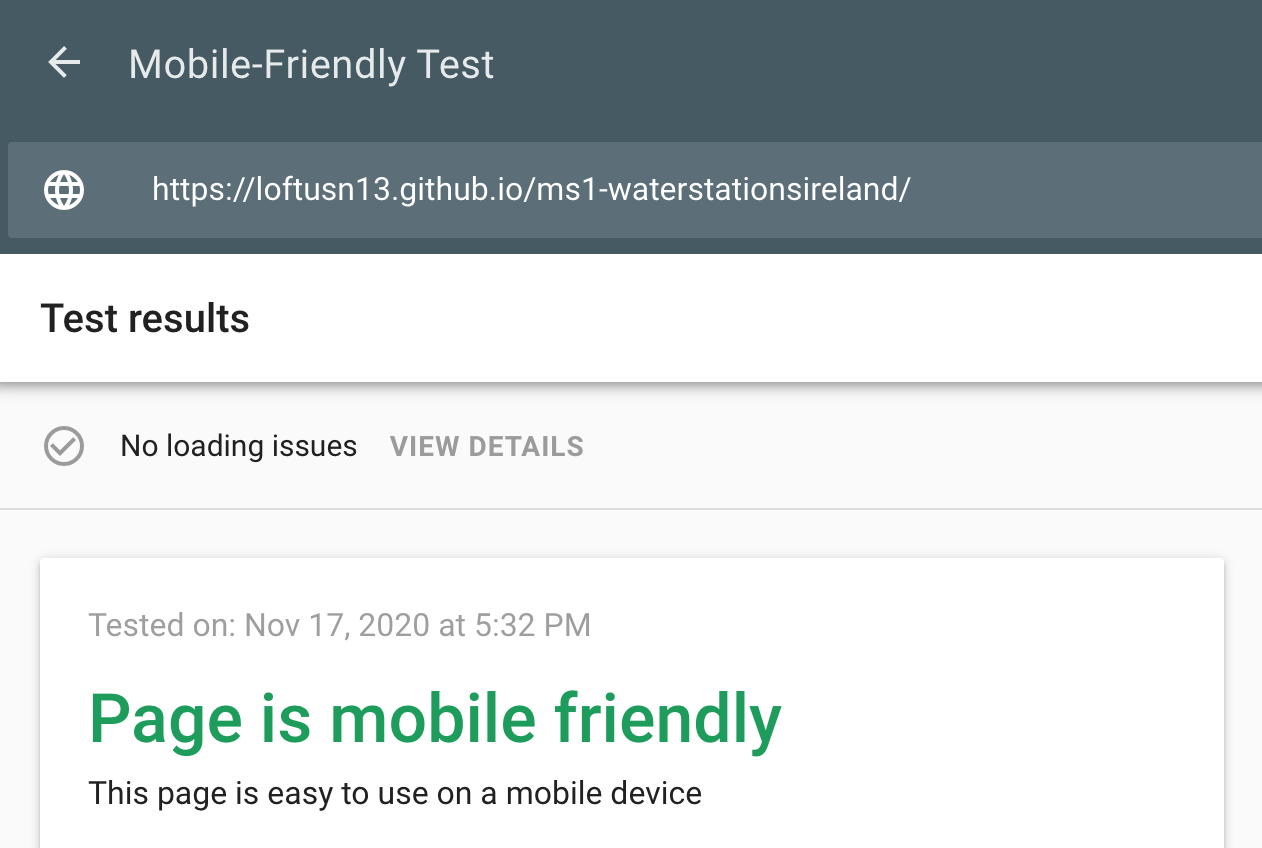 Mobile-Friendly Test
https://loftusn13.github.io/ms1-waterstationsireland/
Test results
No loading issues VIEW DETAILS
Tested on: Nov 17, 2020 at 5:32 PM
Page is mobile friendly
This page is easy to use on a mobile device